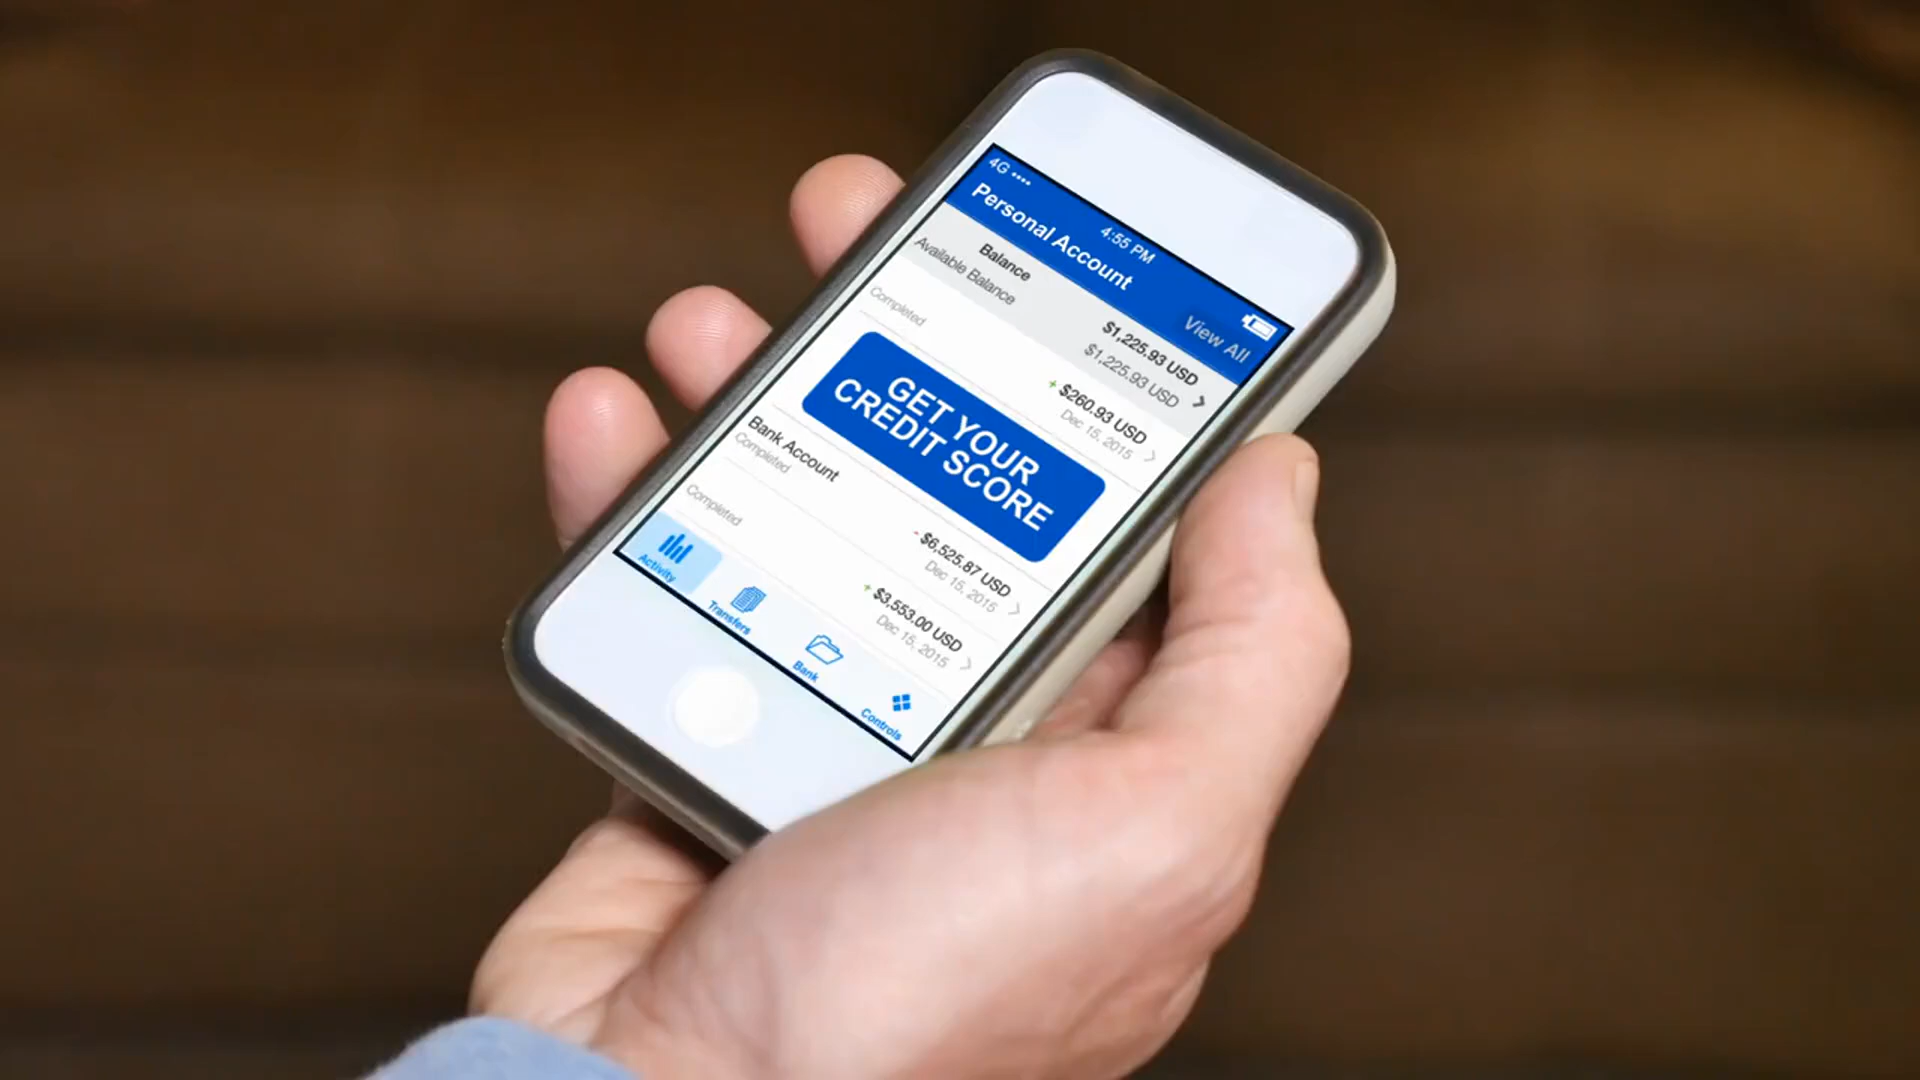 4G ••••
4:55 PM
Personal Account
View All
Balance
$1,225.93 USD
Available Balance
$1,225.93 USD
Completed
+ $260.93 USD
Dec 15, 2015
GET YOUR
CREDIT SCORE
Bank Account
Completed
- $6,525.87 USD
Dec 15, 2015
Completed
+ $3,553.00 USD
Dec 15, 2015
Activity
Transfers
Bank
Controls